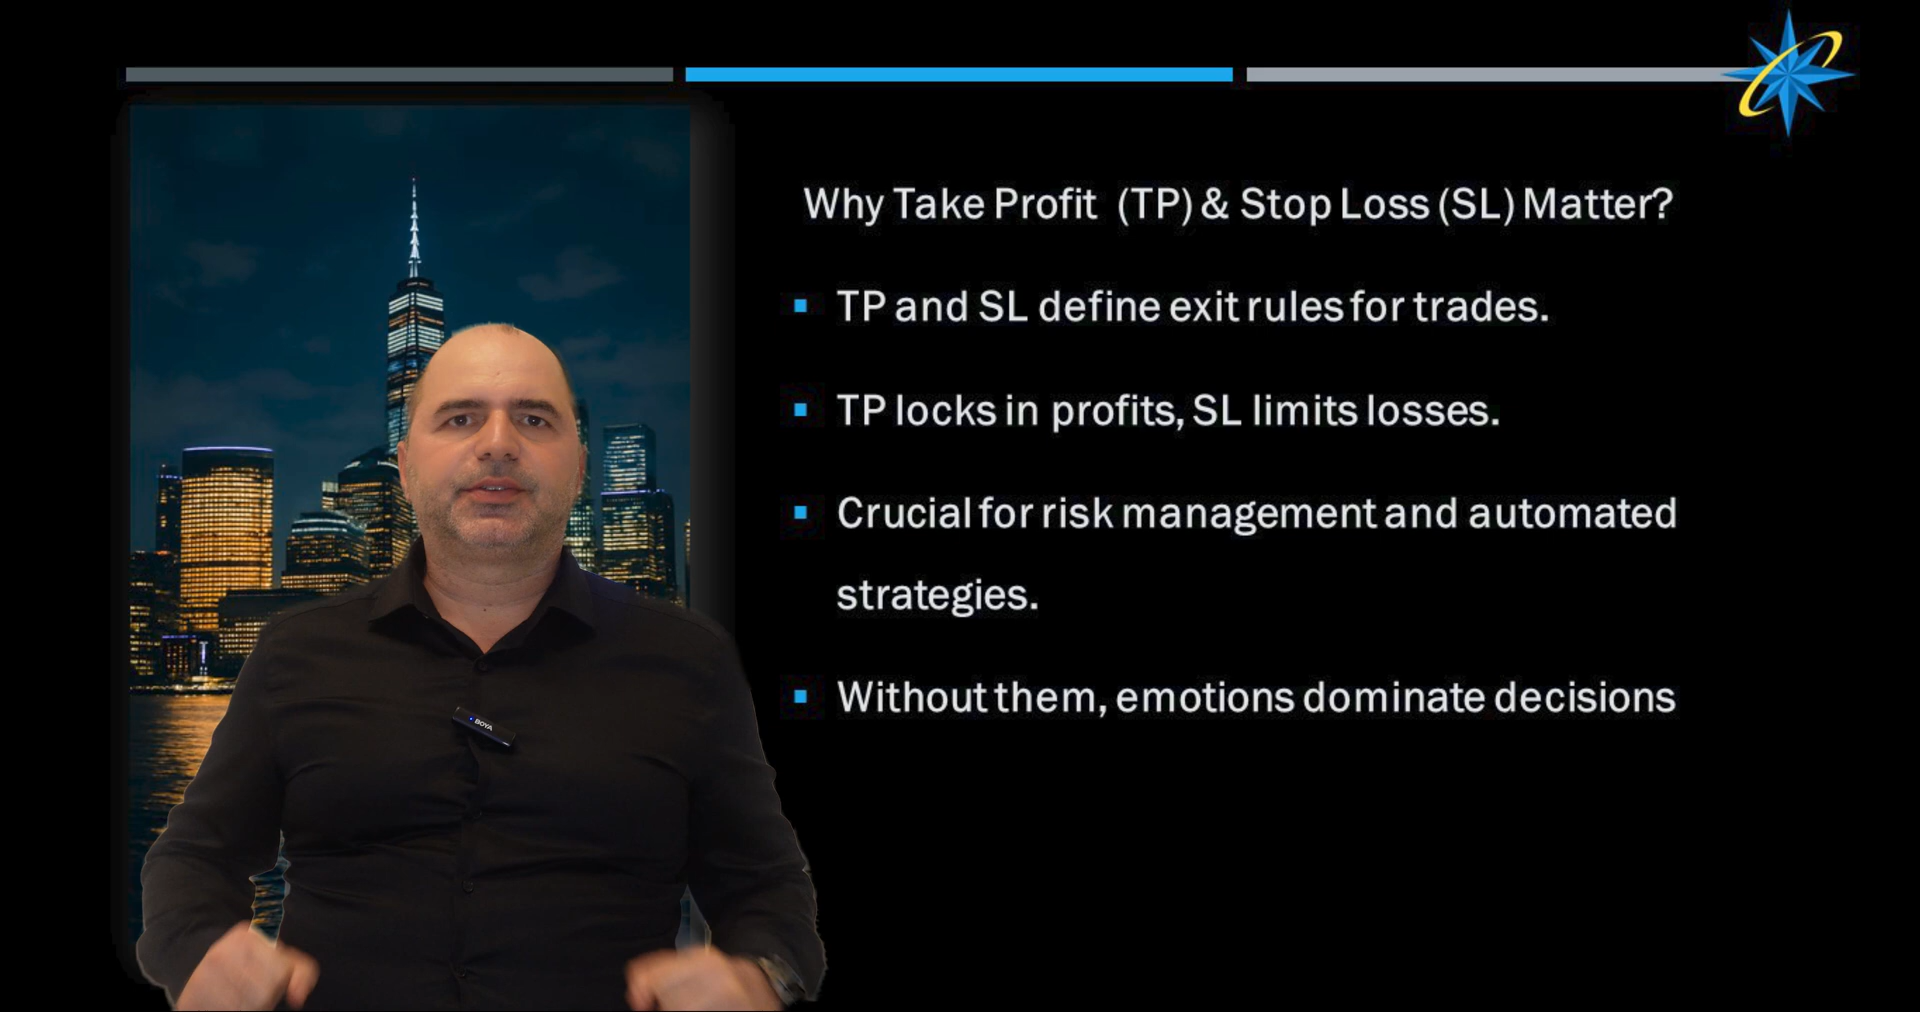 Why Take Profit (TP) & Stop Loss (SL) Matter?
TP and SL define exit rules for trades.
TP locks in profits, SL limits losses.
Crucial for risk management and automated
strategies.
Without them, emotions dominate decisions
BOYA